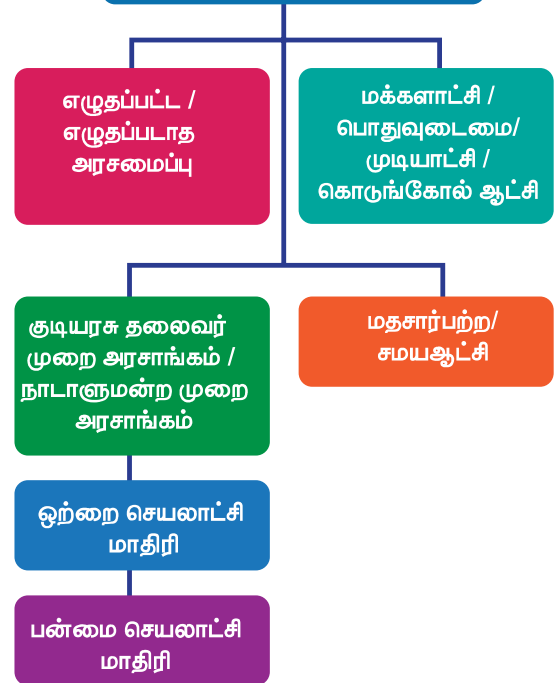 எழுதப்பட்ட /
எழுதப்படாத
அரசமைப்பு
மக்களாட்சி /
பொதுவுடைமை/
முடியாட்சி /
கொடுங்கோல் ஆட்சி
குடியரசு தலைவர்
முறை அரசாங்கம் /
நாடாளுமன்ற முறை
அரசாங்கம்
மதசார்பற்ற/
சமயஆட்சி
ஒற்றை செயலாட்சி
மாதிரி
பன்மை செயலாட்சி
மாதிரி